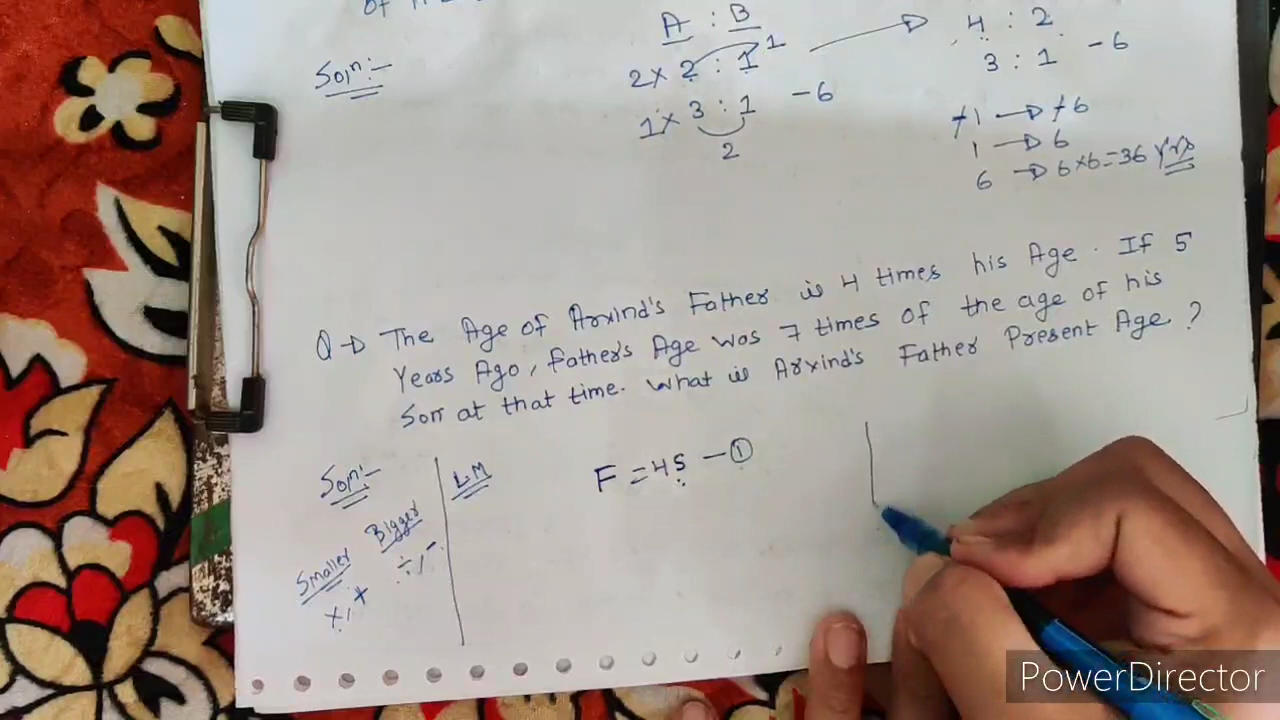 of
A : B
4 : 2
2x 2 : 1 1
3 : 1 -6
Som:-
1x 3 : 1 -6
2
+1 → +6
1 → 6
6 → 6x6=36 Yrs
Q → The Age of Arvind's Father is 4 times his Age. If 5
Years Ago, father's Age was 7 times of the age of his
Son at that time. What is Arvind's Father Present Age ?
Som:-
LM
F = 4S - ①
Smaller Bigger
x, +
÷, -
PowerDirector